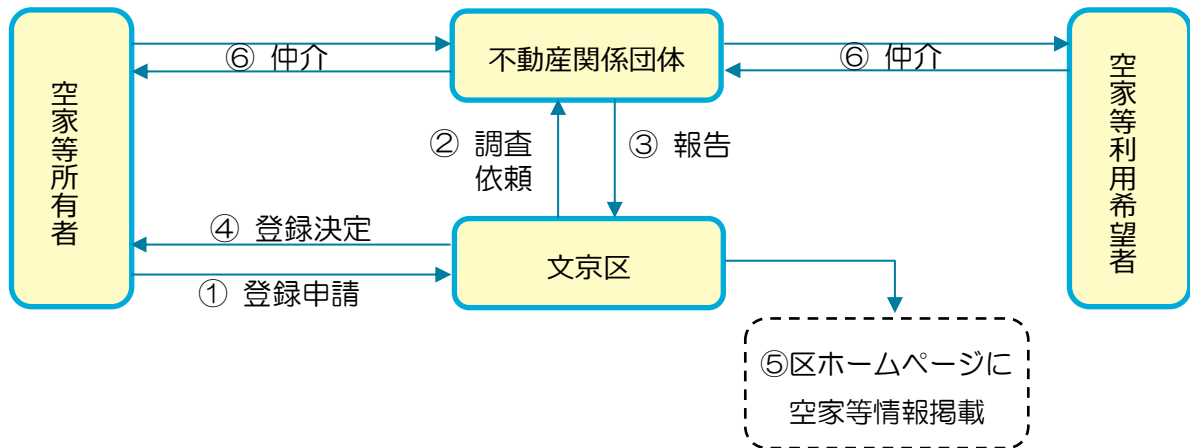 空家等所有者
⑥ 仲介
不動産関係団体
⑥ 仲介
空家等利用希望者
② 調査
依頼
③ 報告
④ 登録決定
文京区
① 登録申請
⑤区ホームページに
空家等情報掲載